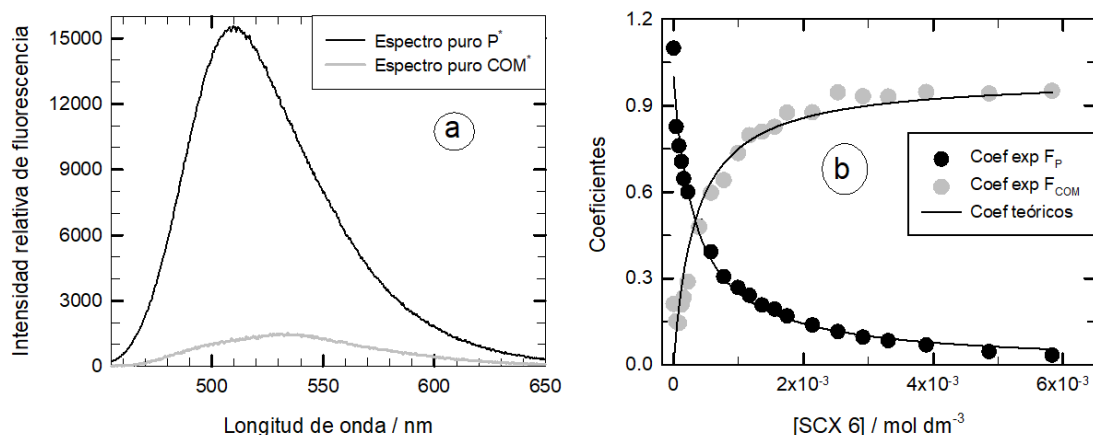 15000
12000
9000
6000
3000
0
Intensidad relativa de fluorescencia
Espectro puro P*
Espectro puro COM*
a
500
550
600
650
Longitud de onda / nm
1.2
0.9
0.6
0.3
0.0
Coeficientes
b
Coef exp F_P
Coef exp F_COM
Coef teóricos
0
2x10⁻³
4x10⁻³
6x10⁻³
[SCX 6] / mol dm⁻³